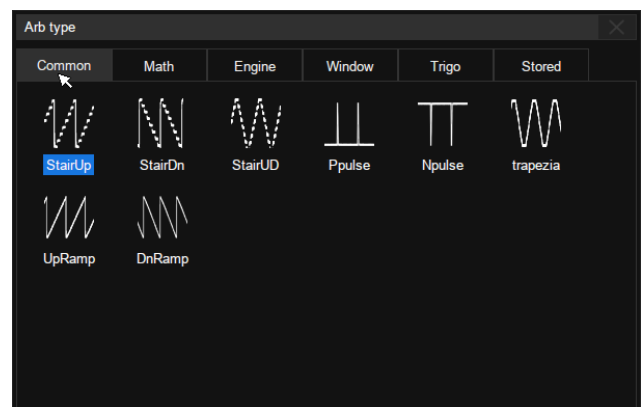 Arb type
Common Math Engine Window Trigo Stored
StairUp StairDn StairUD Ppulse Npulse trapezia
UpRamp DnRamp